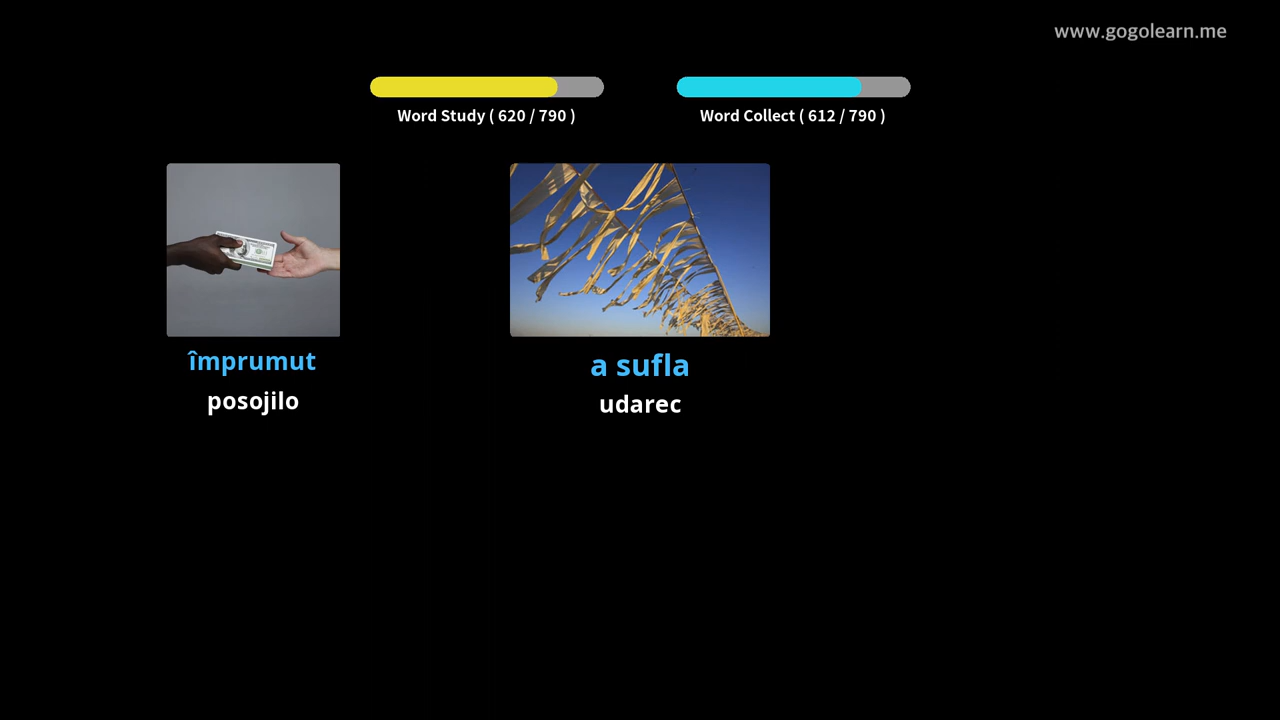 www.gogolearn.me
Word Study ( 620 / 790 )
Word Collect ( 612 / 790 )
împrumut
posojilo
a sufla
udarec